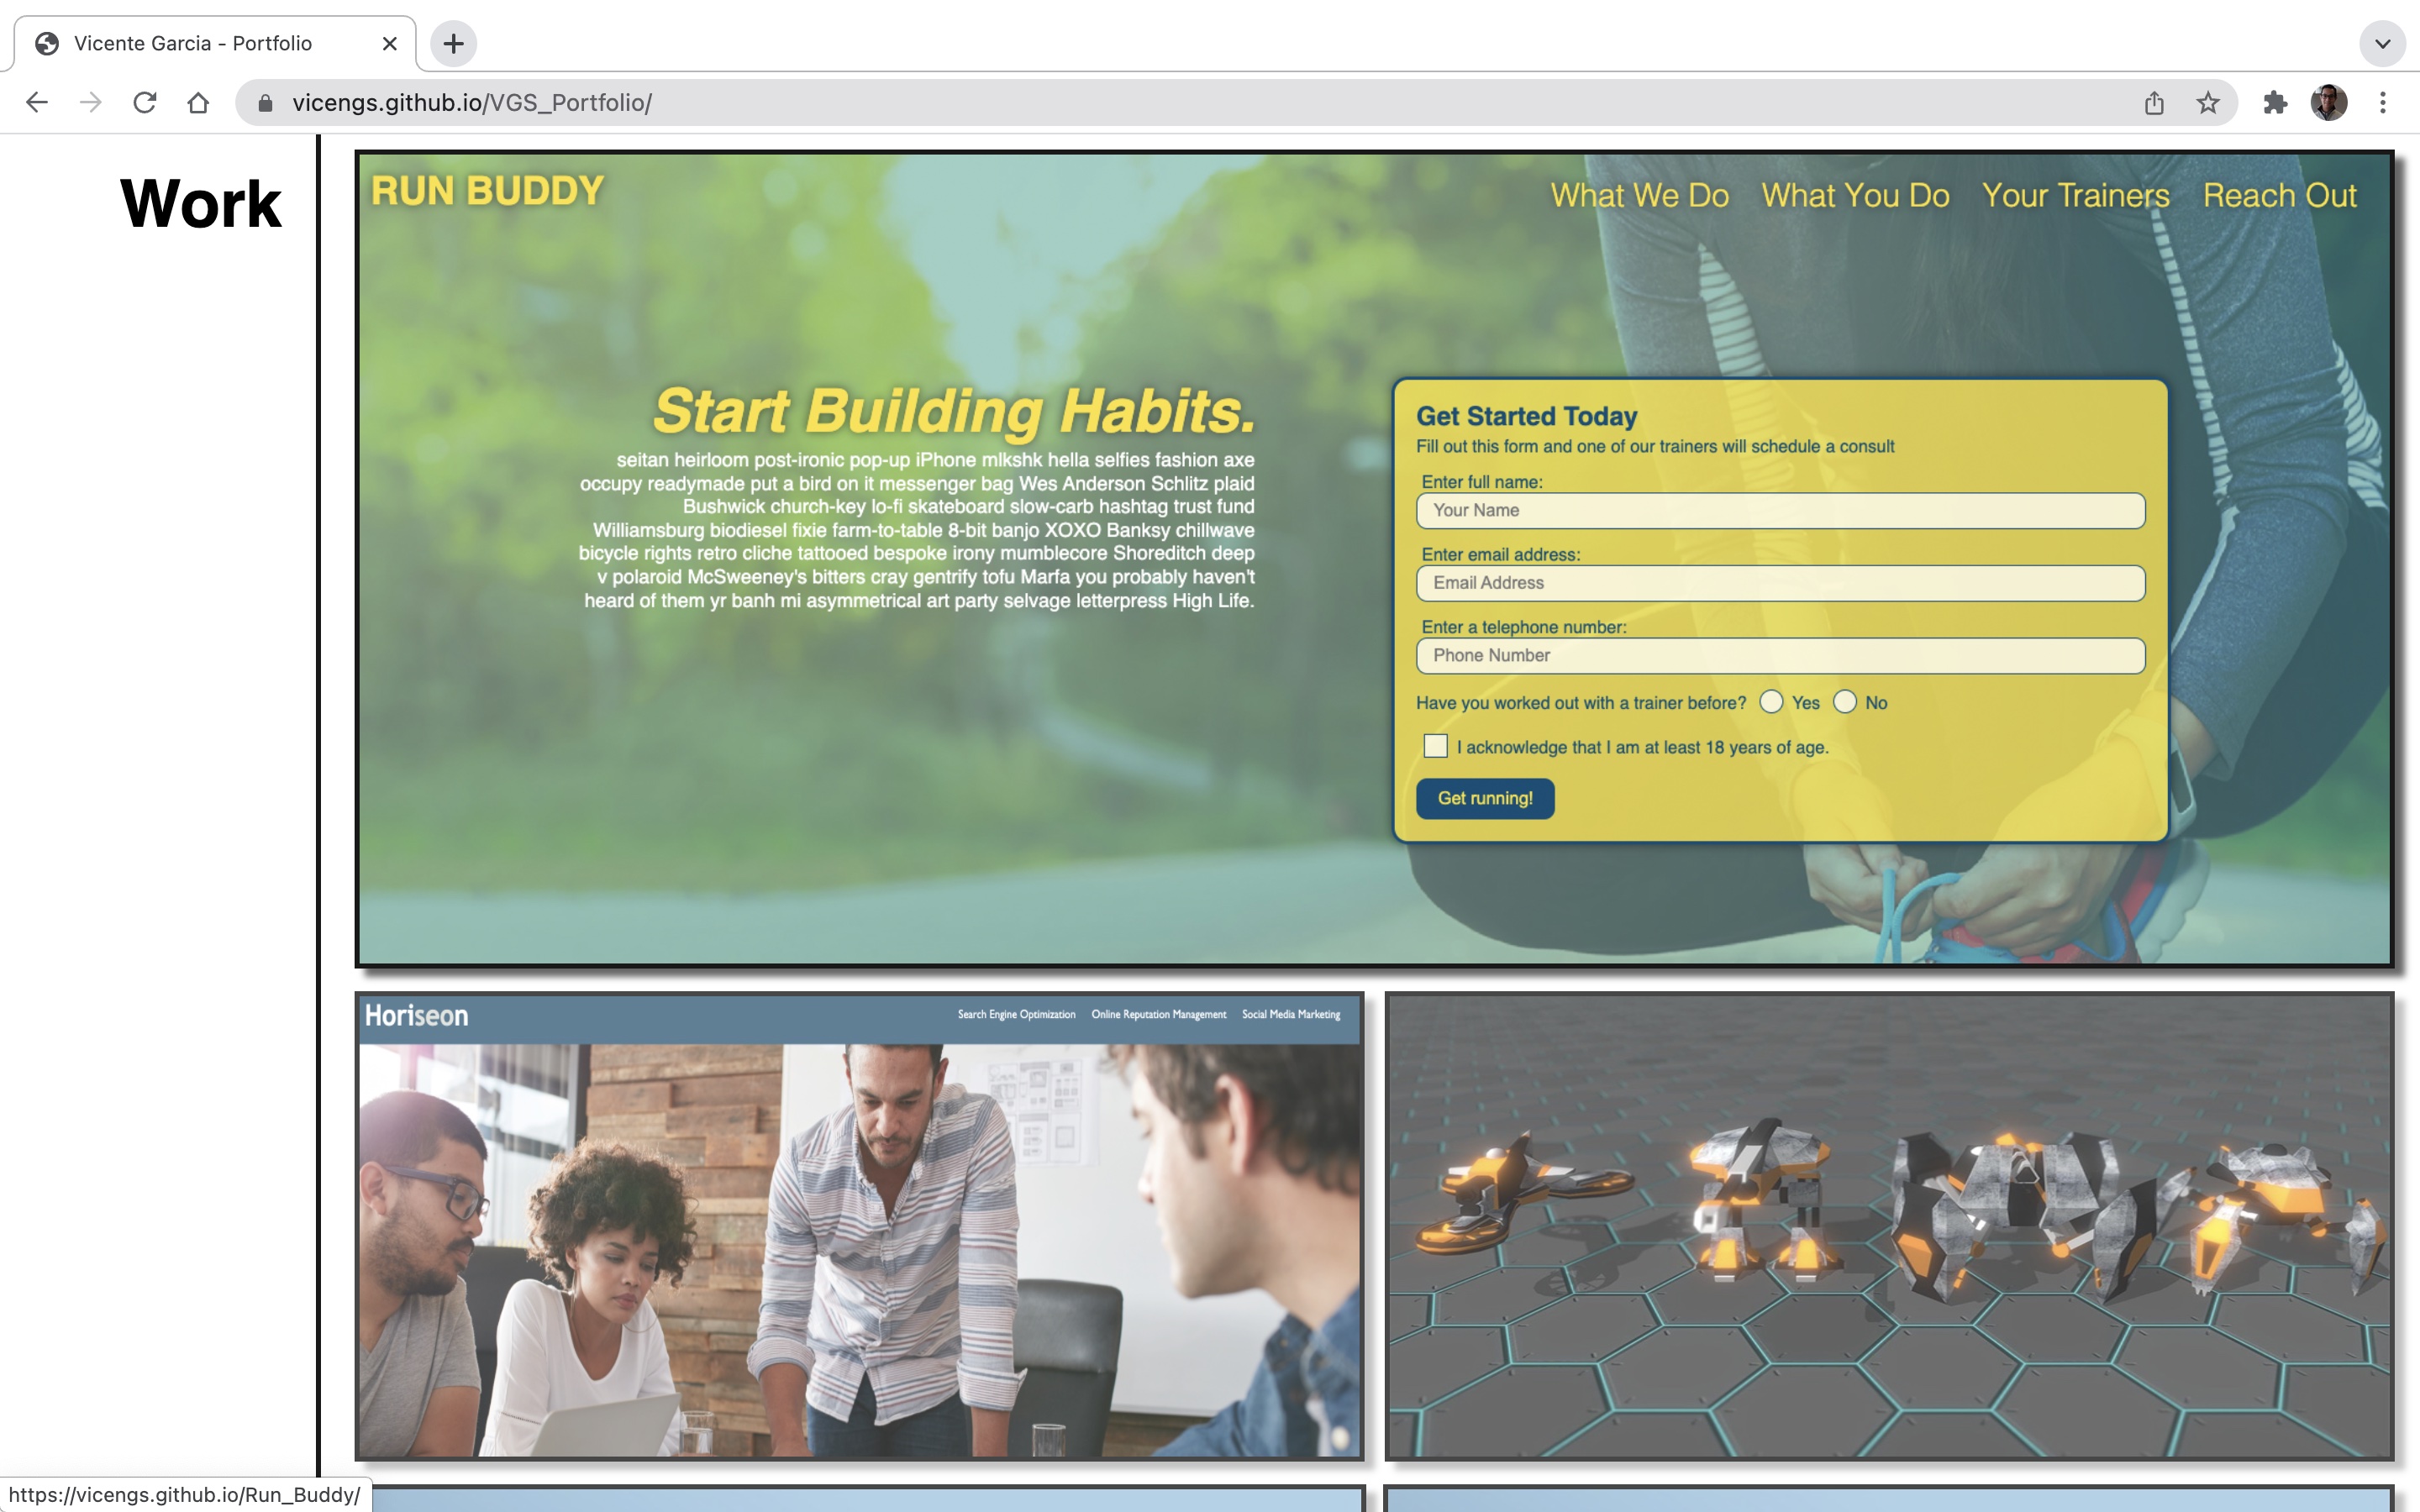 Vicente Garcia - Portfolio
vicengs.github.io/VGS_Portfolio/
Work
RUN BUDDY
What We Do What You Do Your Trainers Reach Out
Start Building Habits.
seitan heirloom post-ironic pop-up iPhone mlkshk hella selfies fashion axe
occupy readymade put a bird on it messenger bag Wes Anderson Schlitz plaid
Bushwick church-key lo-fi skateboard slow-carb hashtag trust fund
Williamsburg biodiesel fixie farm-to-table 8-bit banjo XOXO Banksy chillwave
bicycle rights retro cliche tattooed bespoke irony mumblecore Shoreditch deep
v polaroid McSweeney's bitters cray gentrify tofu Marfa you probably haven't
heard of them yr banh mi asymmetrical art party selvage letterpress High Life.
Get Started Today
Fill out this form and one of our trainers will schedule a consult
Enter full name:
Your Name
Enter email address:
Email Address
Enter a telephone number:
Phone Number
Have you worked out with a trainer before? Yes No
I acknowledge that I am at least 18 years of age.
Get running!
Horiseon
Search Engine Optimization Online Reputation Management Social Media Marketing
https://vicengs.github.io/Run_Buddy/